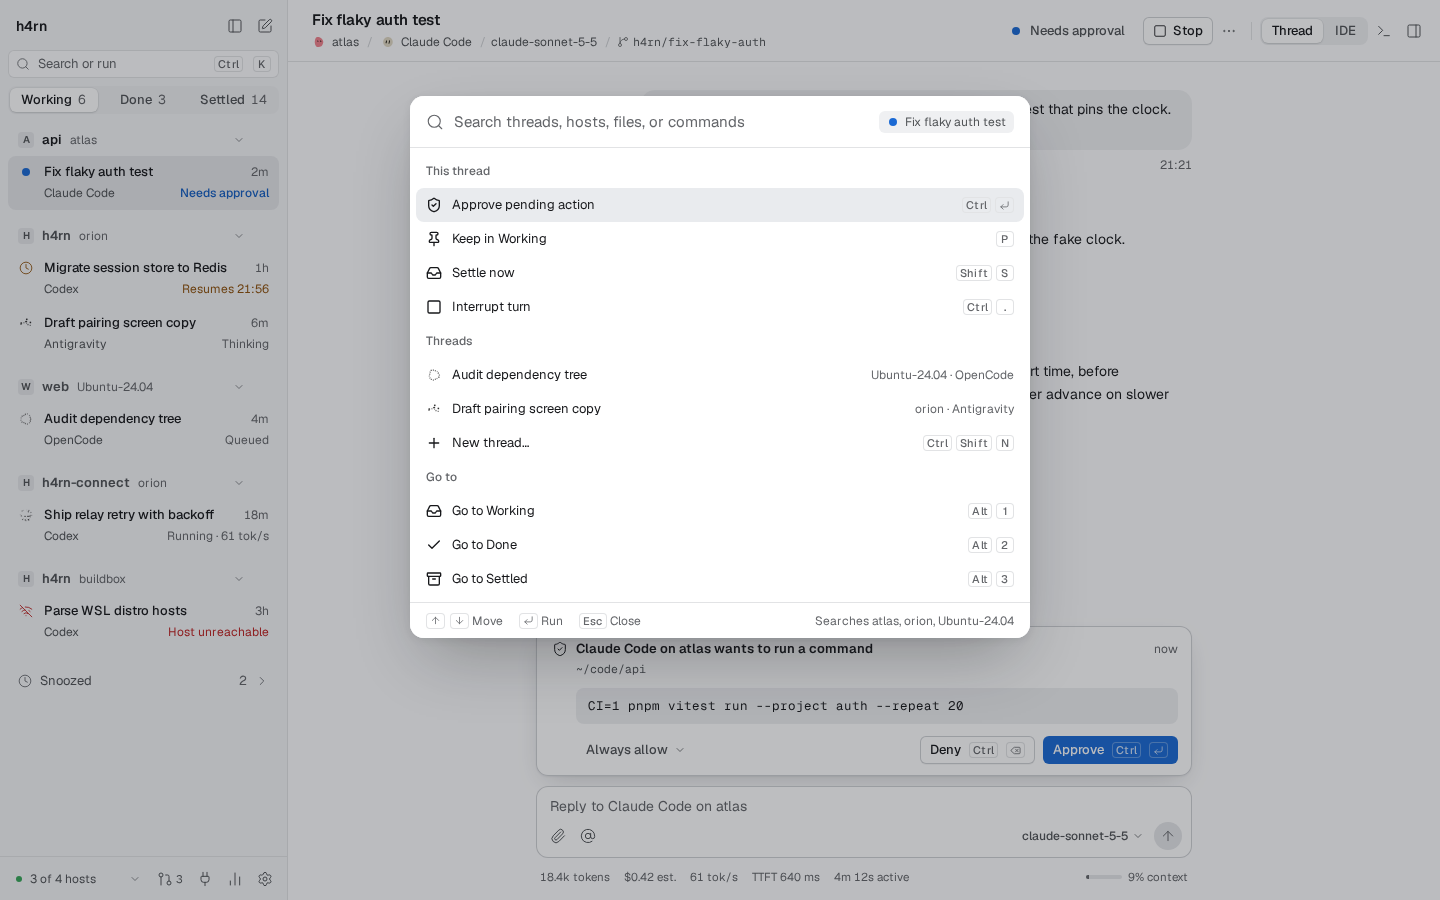 h4rn
Search or run Ctrl K
Working 6 Done 3 Settled 14
A api atlas
Fix flaky auth test 2m
Claude Code Needs approval
H h4rn orion
Migrate session store to Redis 1h
Codex Resumes 21:56
Draft pairing screen copy 6m
Antigravity Thinking
W web Ubuntu-24.04
Audit dependency tree 4m
OpenCode Queued
H h4rn-connect orion
Ship relay retry with backoff 18m
Codex Running · 61 tok/s
H h4rn buildbox
Parse WSL distro hosts 3h
Codex Host unreachable
Snoozed 2
3 of 4 hosts 3
Fix flaky auth test
atlas / Claude Code / claude-sonnet-5-5 / h4rn/fix-flaky-auth
Needs approval Stop ··· Thread IDE
est that pins the clock.
21:21
the fake clock.
rt time, before
er advance on slower
Search threads, hosts, files, or commands Fix flaky auth test
This thread
Approve pending action Ctrl
Keep in Working P
Settle now Shift S
Interrupt turn Ctrl .
Threads
Audit dependency tree Ubuntu-24.04 · OpenCode
Draft pairing screen copy orion · Antigravity
New thread… Ctrl Shift N
Go to
Go to Working Alt 1
Go to Done Alt 2
Go to Settled Alt 3
↑ ↓ Move Run Esc Close Searches atlas, orion, Ubuntu-24.04
Claude Code on atlas wants to run a command now
~/code/api
CI=1 pnpm vitest run --project auth --repeat 20
Always allow Deny Ctrl Approve Ctrl
Reply to Claude Code on atlas
claude-sonnet-5-5
18.4k tokens $0.42 est. 61 tok/s TTFT 640 ms 4m 12s active 9% context